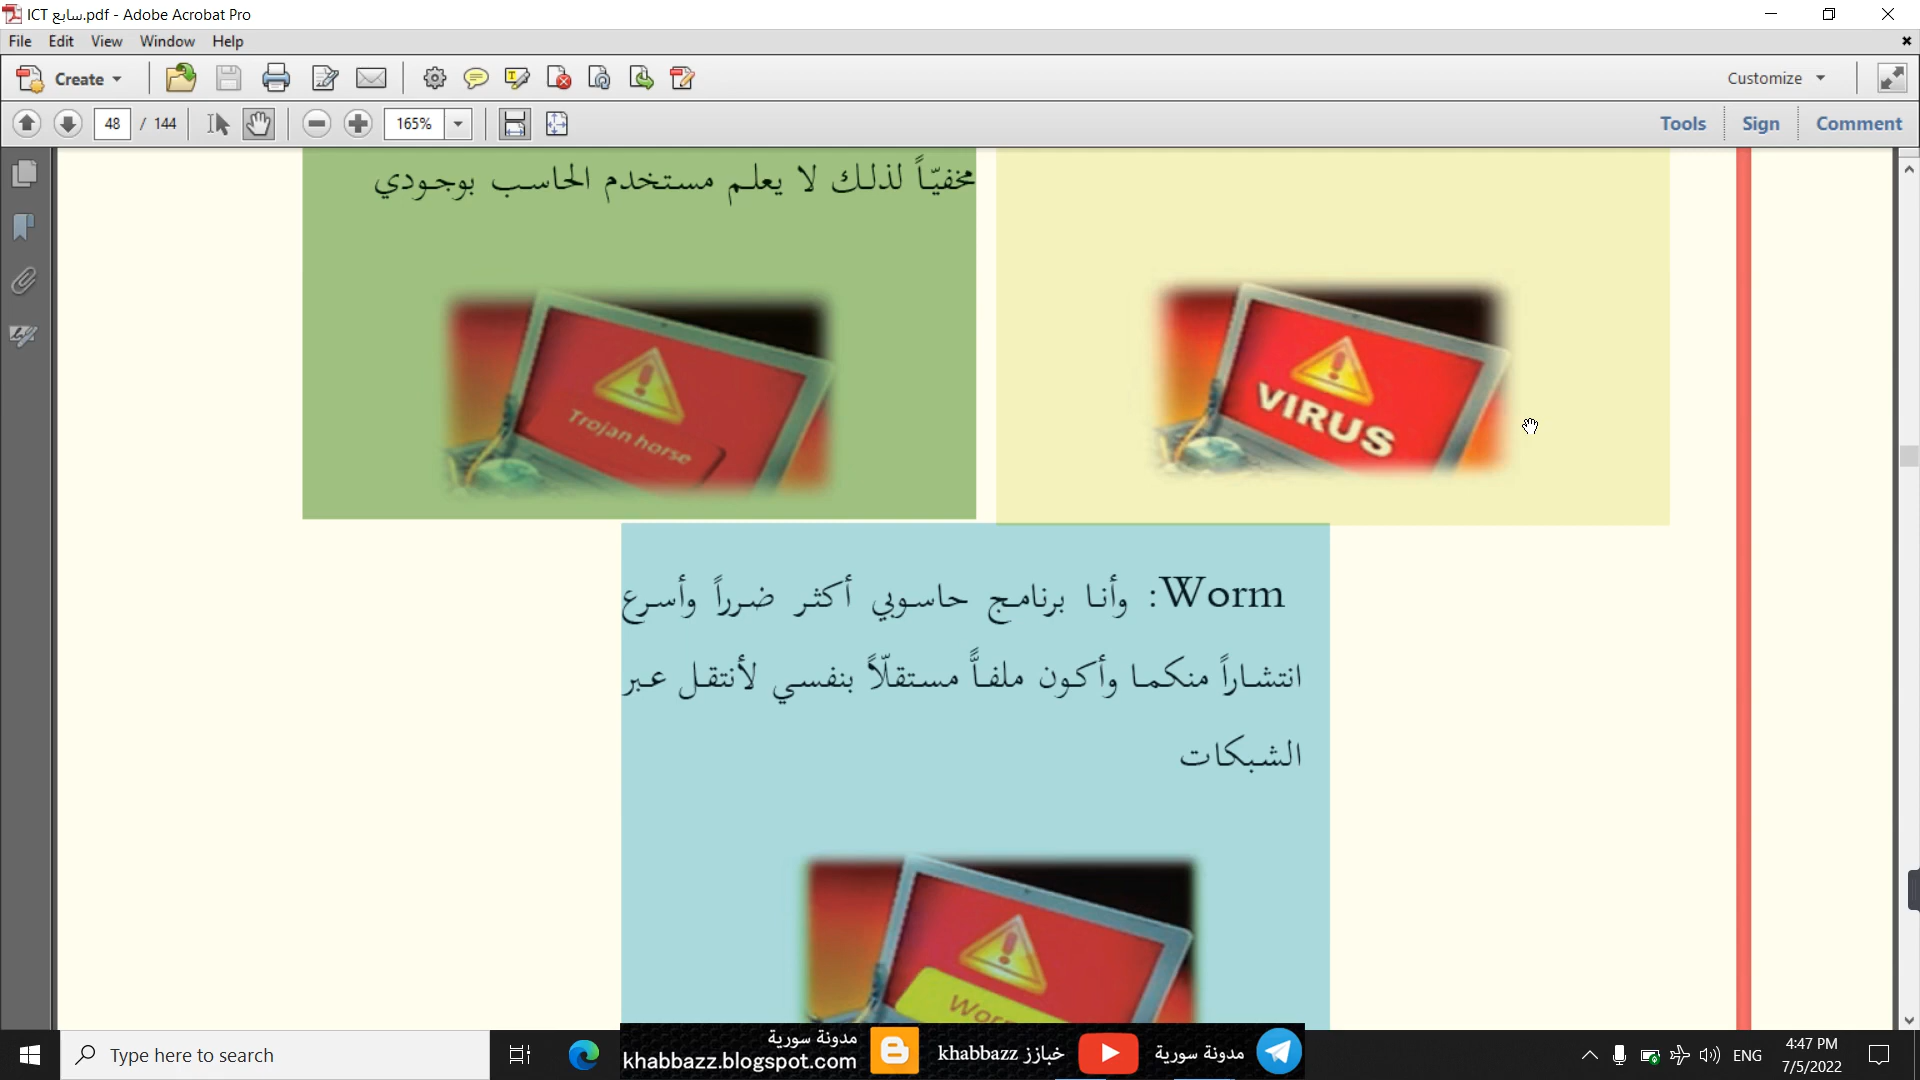 ICT سابع.pdf - Adobe Acrobat Pro
File Edit View Window Help
Create
Customize
48 / 144
165%
Tools Sign Comment
مخفيّاً لذلك لا يعلم مستخدم الحاسب بوجودي
Trojan horse
VIRUS
Worm: وأنا برنامج حاسوبي أكثر ضرراً وأسرع
انتشاراً منكما وأكون ملفاًّ مستقلّاً بنفسي لأنتقل عبر
الشبكات
Worm
Type here to search
مدونة سورية
khabbazz.blogspot.com
خبازز khabbazz
مدونة سورية
ENG
4:47 PM
7/5/2022